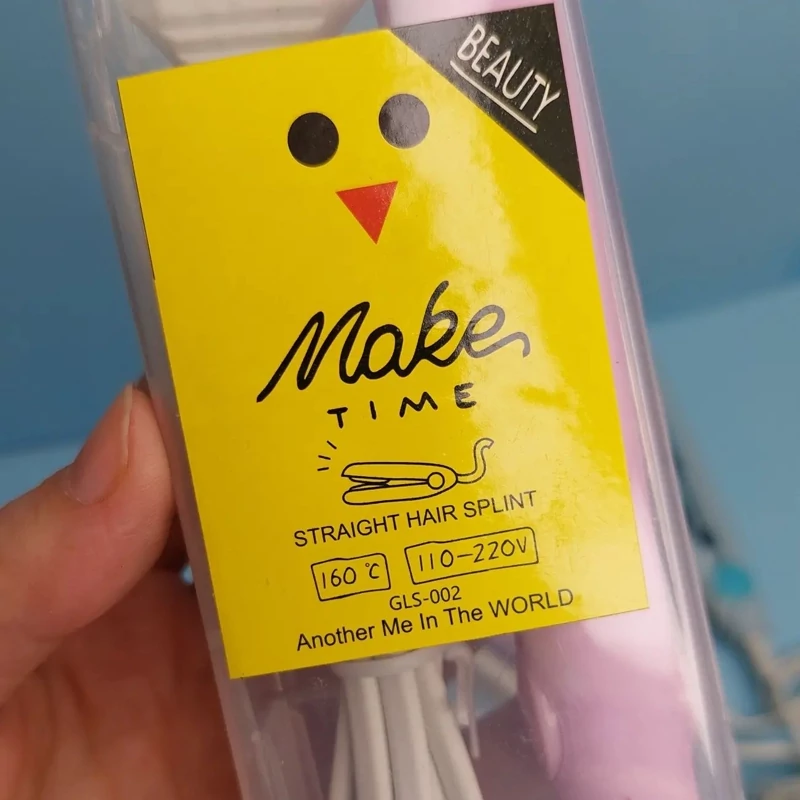 BEAUTY
Make
TIME
STRAIGHT HAIR SPLINT
160 ℃ 110-220V
GLS-002
Another Me In The WORLD